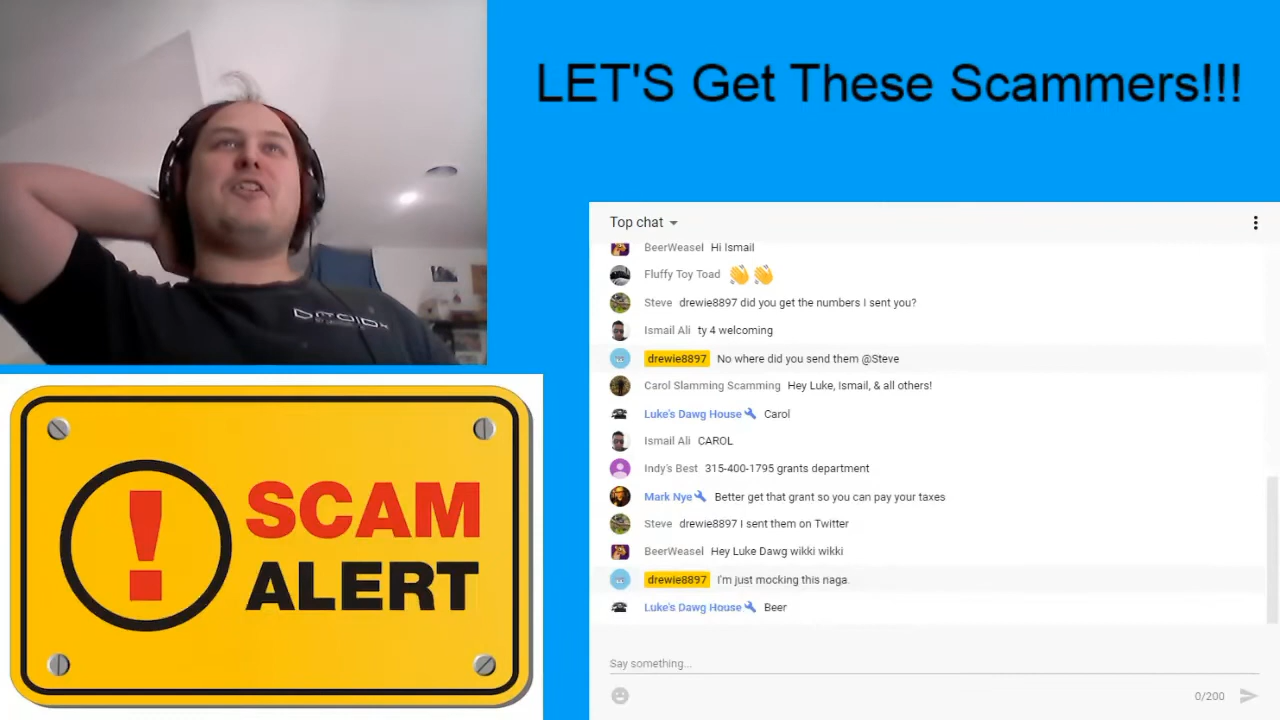 LET'S Get These Scammers!!!
DROIDX
Top chat
BeerWeasel Hi Ismail
Fluffy Toy Toad 👋👋
Steve drewie8897 did you get the numbers I sent you?
Ismail Ali ty 4 welcoming
drewie8897 No where did you send them @Steve
Carol Slamming Scamming Hey Luke, Ismail, & all others!
Luke's Dawg House Carol
Ismail Ali CAROL
Indy's Best 315-400-1795 grants department
Mark Nye Better get that grant so you can pay your taxes
Steve drewie8897 I sent them on Twitter
BeerWeasel Hey Luke Dawg wikki wikki
drewie8897 I'm just mocking this naga.
Luke's Dawg House Beer
Say something...
0/200
!
SCAM
ALERT